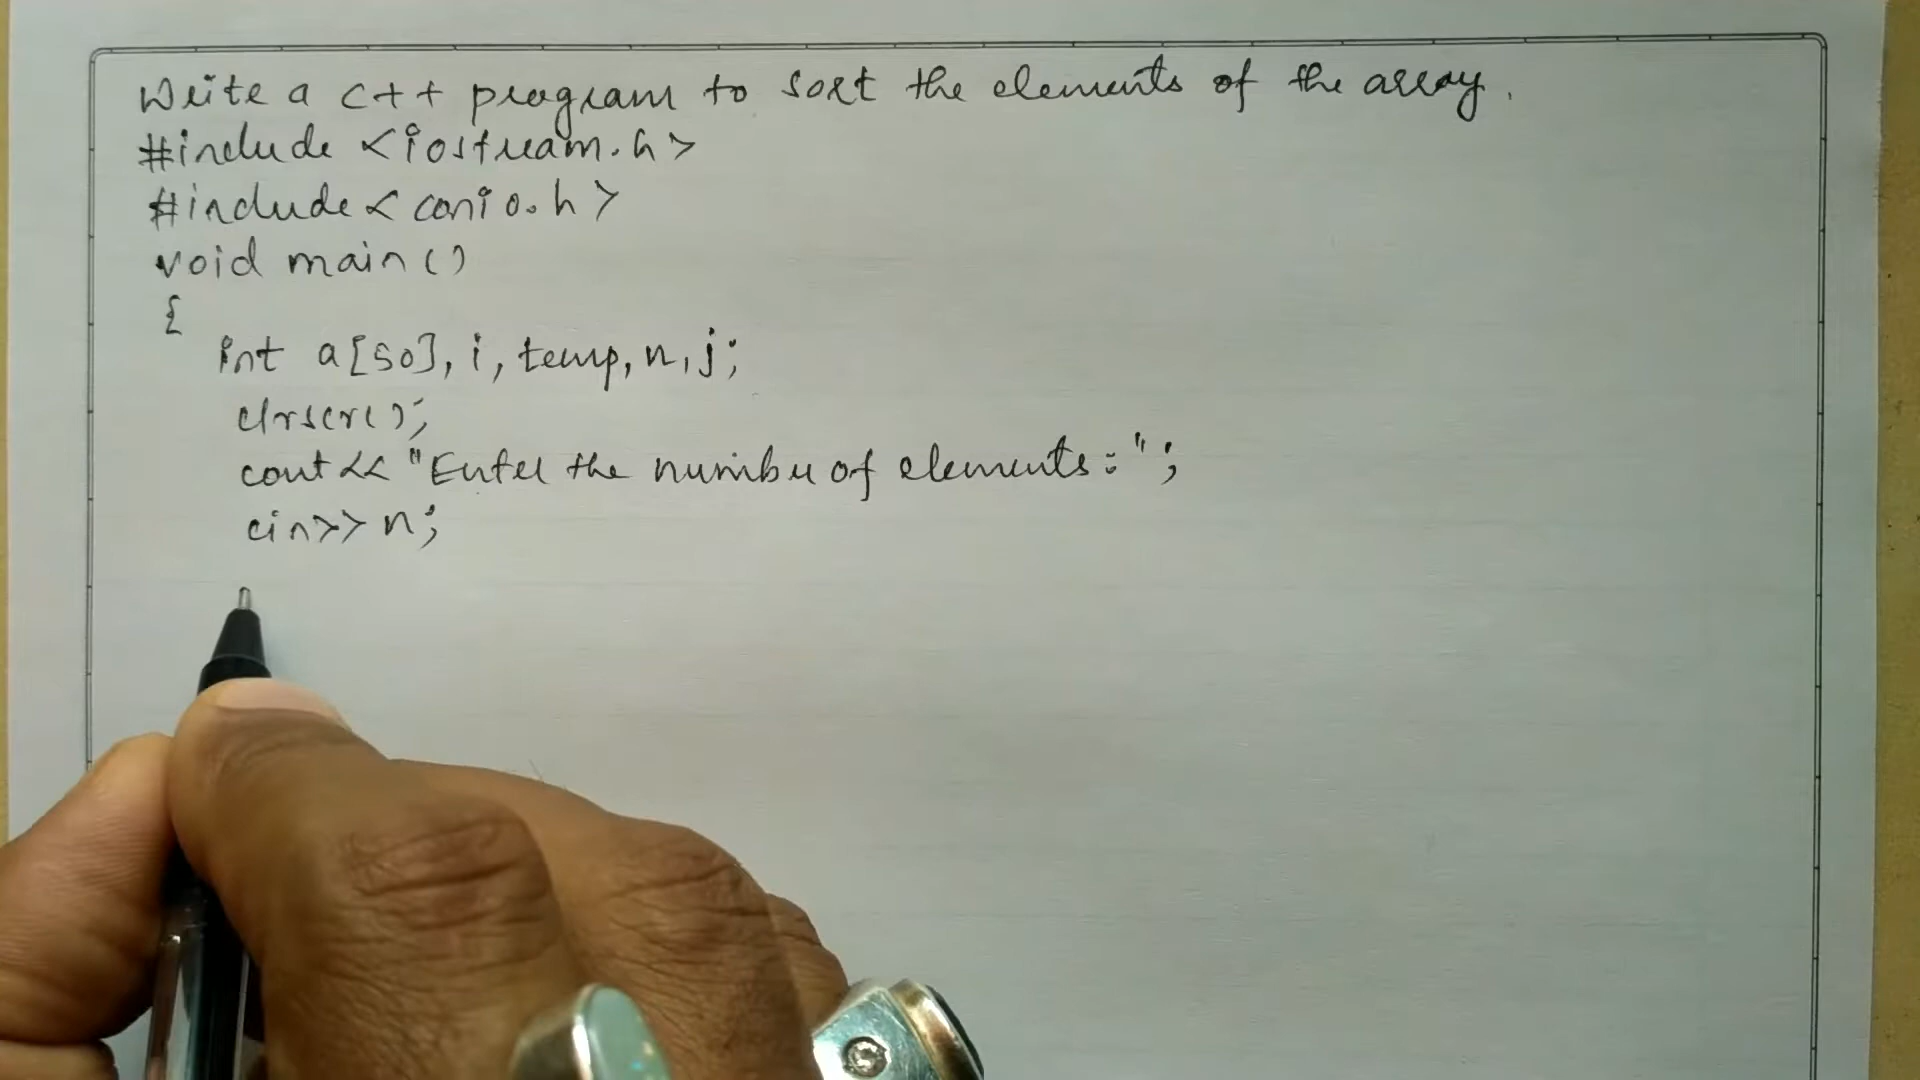 Write a c++ program to sort the elements of the array.
#include <iostream.h>
#include < conio.h >
void main()
{
int a[50], i, temp, n, j;
clrscr();
cout << "Enter the number of elements: ";
cin>> n;